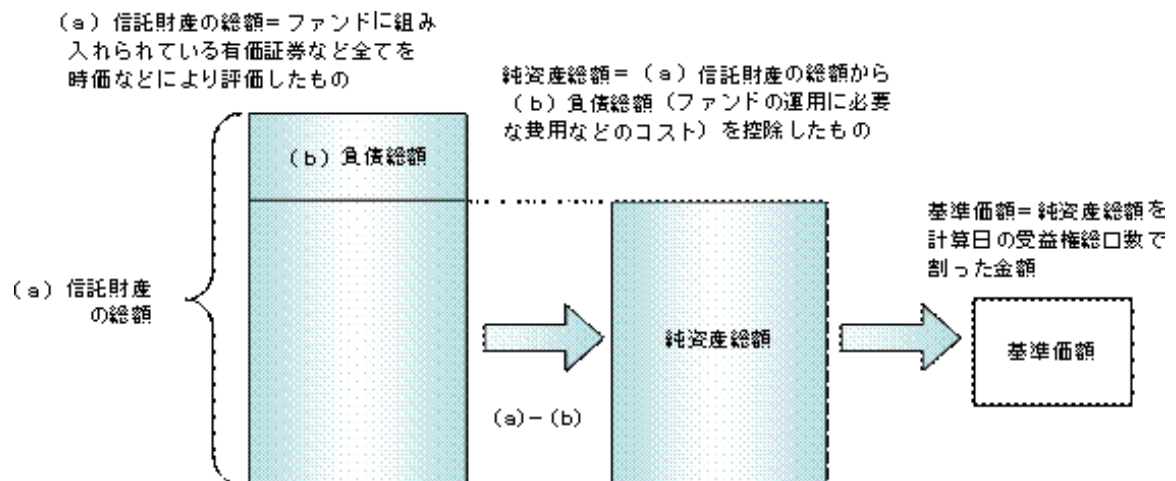 (a)信託財産の総額=ファンドに組み
入れられている有価証券など全てを
時価などにより評価したもの
純資産総額=(a)信託財産の総額から
(b)負債総額(ファンドの運用に必要
な費用などのコスト)を控除したもの
(b)負債総額
基準価額=純資産総額を
計算日の受益権総口数で
割った金額
(a)信託財産
の総額
純資産総額
基準価額
(a)-(b)